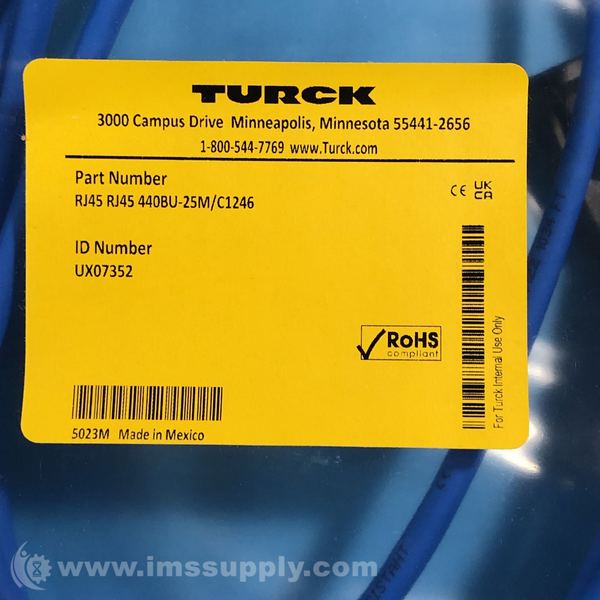 TURCK
3000 Campus Drive Minneapolis, Minnesota 55441-2656
1-800-544-7769 www.Turck.com
Part Number
RJ45 RJ45 440BU-25M/C1246
CE UK CA
ID Number
UX07352
RoHS
compliant
For Turck Internal Use Only
5023M Made in Mexico
www.imssupply.com